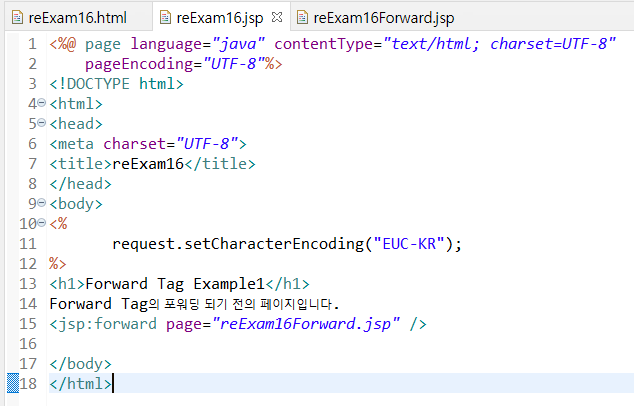 reExam16.html reExam16.jsp reExam16Forward.jsp
1 <%@ page language="java" contentType="text/html; charset=UTF-8"
2     pageEncoding="UTF-8"%>
3 <!DOCTYPE html>
4 <html>
5 <head>
6 <meta charset="UTF-8">
7 <title>reExam16</title>
8 </head>
9 <body>
10 <%
11        request.setCharacterEncoding("EUC-KR");
12 %>
13 <h1>Forward Tag Example1</h1>
14 Forward Tag의 포워딩 되기 전의 페이지입니다.
15 <jsp:forward page="reExam16Forward.jsp" />
16
17 </body>
18 </html>